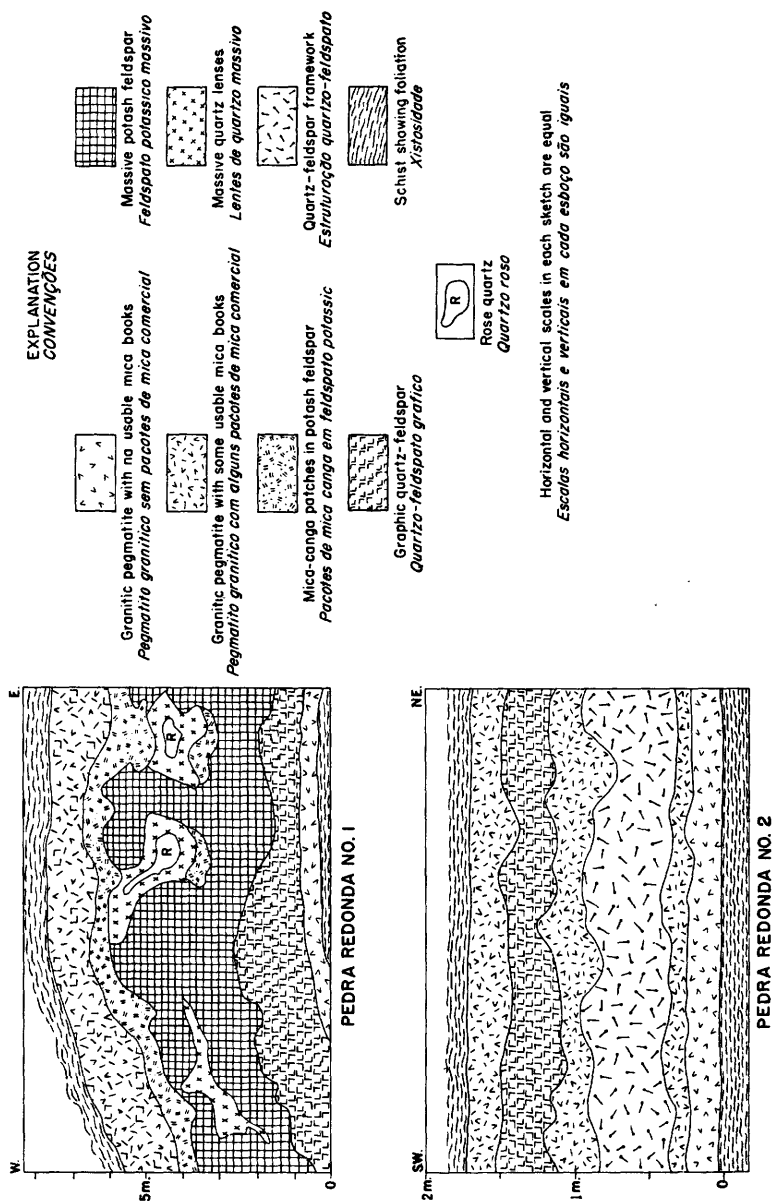 EXPLANATION
CONVENÇÕES
Granitic pegmatite with no usable mica books
Pegmatito granítico sem pacotes de mica comercial
Granitic pegmatite with some usable mica books
Pegmatito granítico com alguns pacotes de mica comercial
Mica-canga patches in potash feldspar
Pacotes de mica canga em feldspato potassic
Graphic quartz-feldspar
Quartzo-feldspato grafico
Massive potash feldspar
Feldspato potassico massivo
Massive quartz lenses
Lentes de quartzo massivo
Quartz-feldspar framework
Estruturação quartzo-feldspato
Schist showing foliation
Xistosidade
R
Rose quartz
Quartzo roso
Horizontal and vertical scales in each sketch are equal
Escalas horizontais e verticais em cada esboço são iguais
W.
E.
5m.
0
R
R
PEDRA REDONDA NO. 1
SW.
NE.
2m
1m
0
PEDRA REDONDA NO. 2